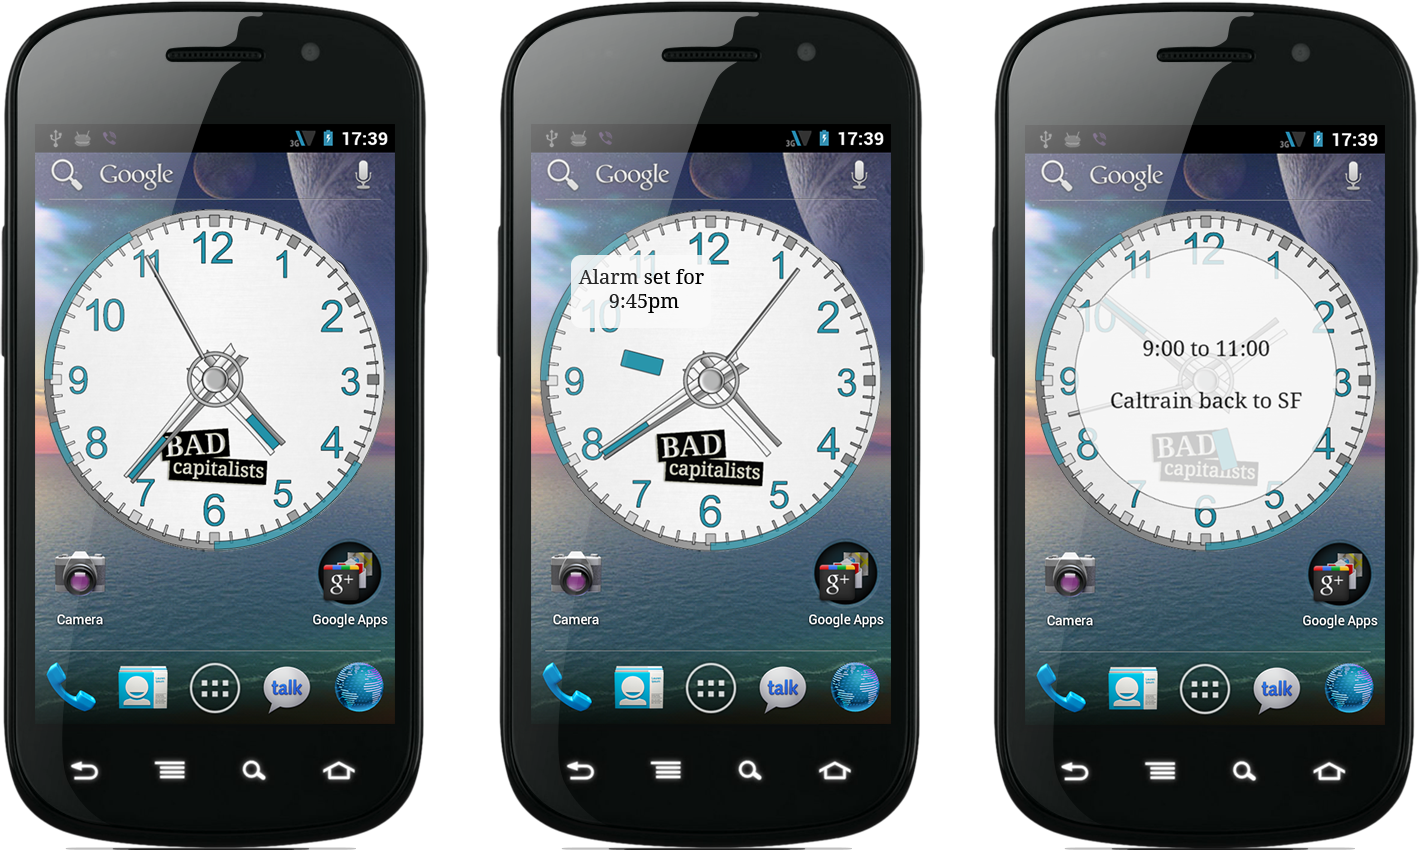 3G 17:39
Google
12
11 1
10 2
9 3
8 4
7 5
6
BAD
capitalists
Camera
Google Apps
g+
talk
3G 17:39
Google
12
11 1
Alarm set for
9:45pm
10 2
9 3
8 4
7 5
6
BAD
capitalists
Camera
Google Apps
g+
talk
3G 17:39
Google
12
11 1
10 2
9:00 to 11:00
9 3
Caltrain back to SF
8 4
7 5
6
BAD
capitalists
Camera
Google Apps
g+
talk